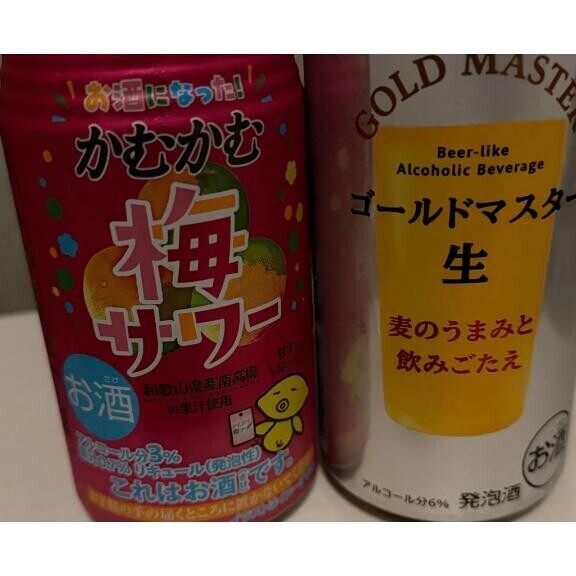 お酒になった!
かむかむ
梅
サワー
お酒
さけ
和歌山県産南高梅
の果汁使用
アルコール分3%
リキュール(発泡性)
これはお酒です。
GOLD MASTER
Beer-like
Alcoholic Beverage
ゴールドマスター
生
麦のうまみと
飲みごたえ
お酒
アルコール分6% 発泡酒